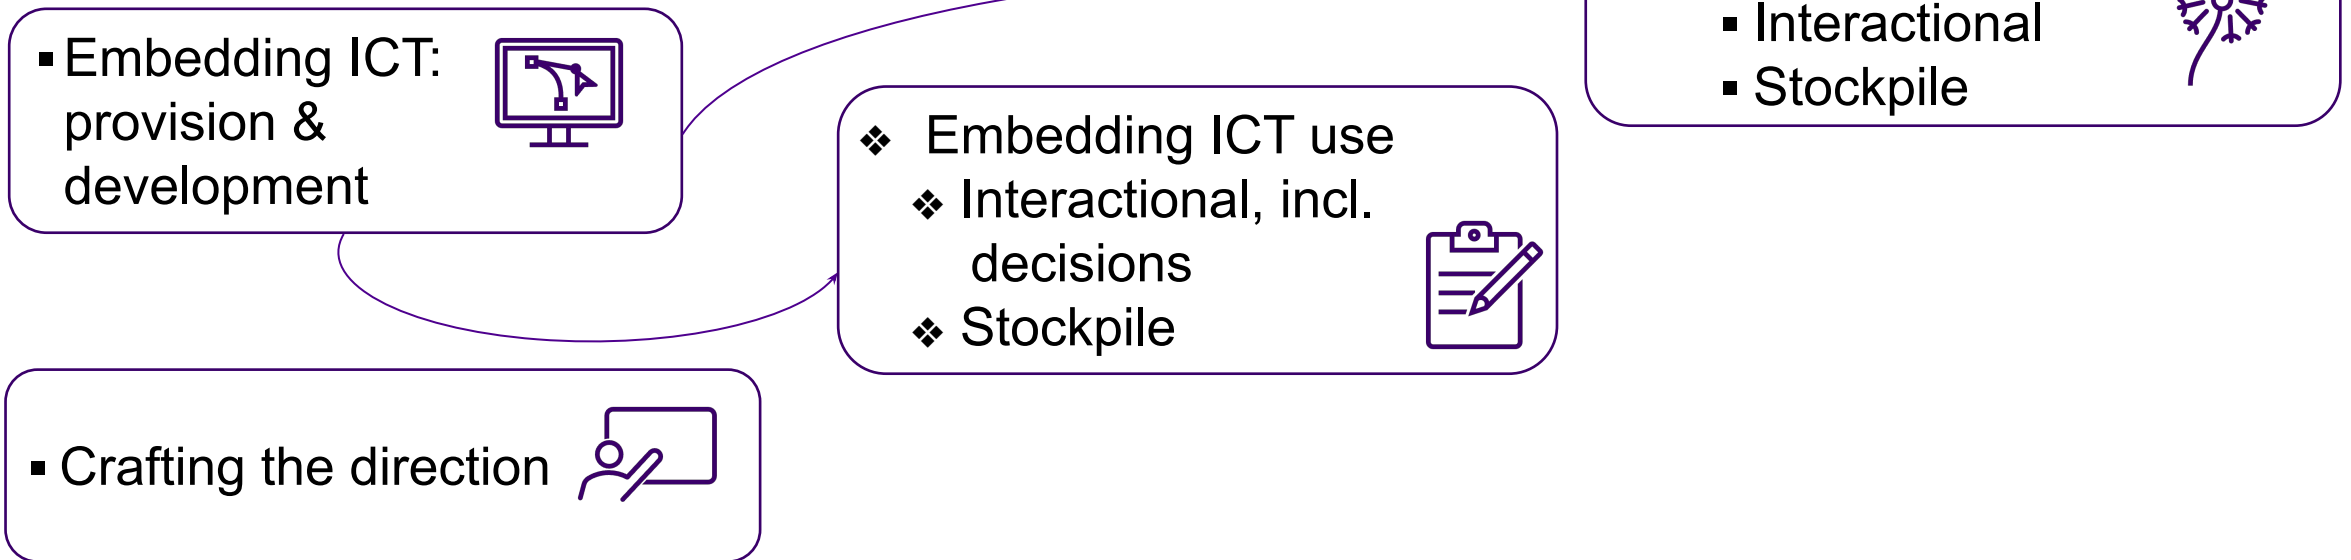 ▪ Embedding ICT:
provision &
development
❖ Embedding ICT use
❖ Interactional, incl.
decisions
❖ Stockpile
▪ Interactional
▪ Stockpile
▪ Crafting the direction